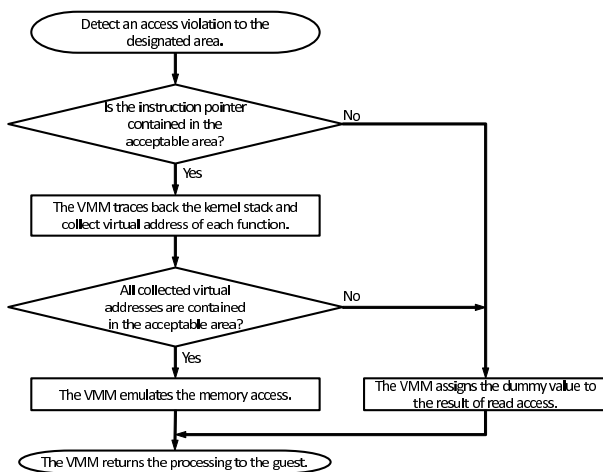 Detect an access violation to the
designated area.
Is the instruction pointer
contained in the
acceptable area?
No
Yes
The VMM traces back the kernel stack and
collect virtual address of each function.
All collected virtual
addresses are contained
in the acceptable area?
No
Yes
The VMM emulates the memory access.
The VMM assigns the dummy value to
the result of read access.
The VMM returns the processing to the guest.